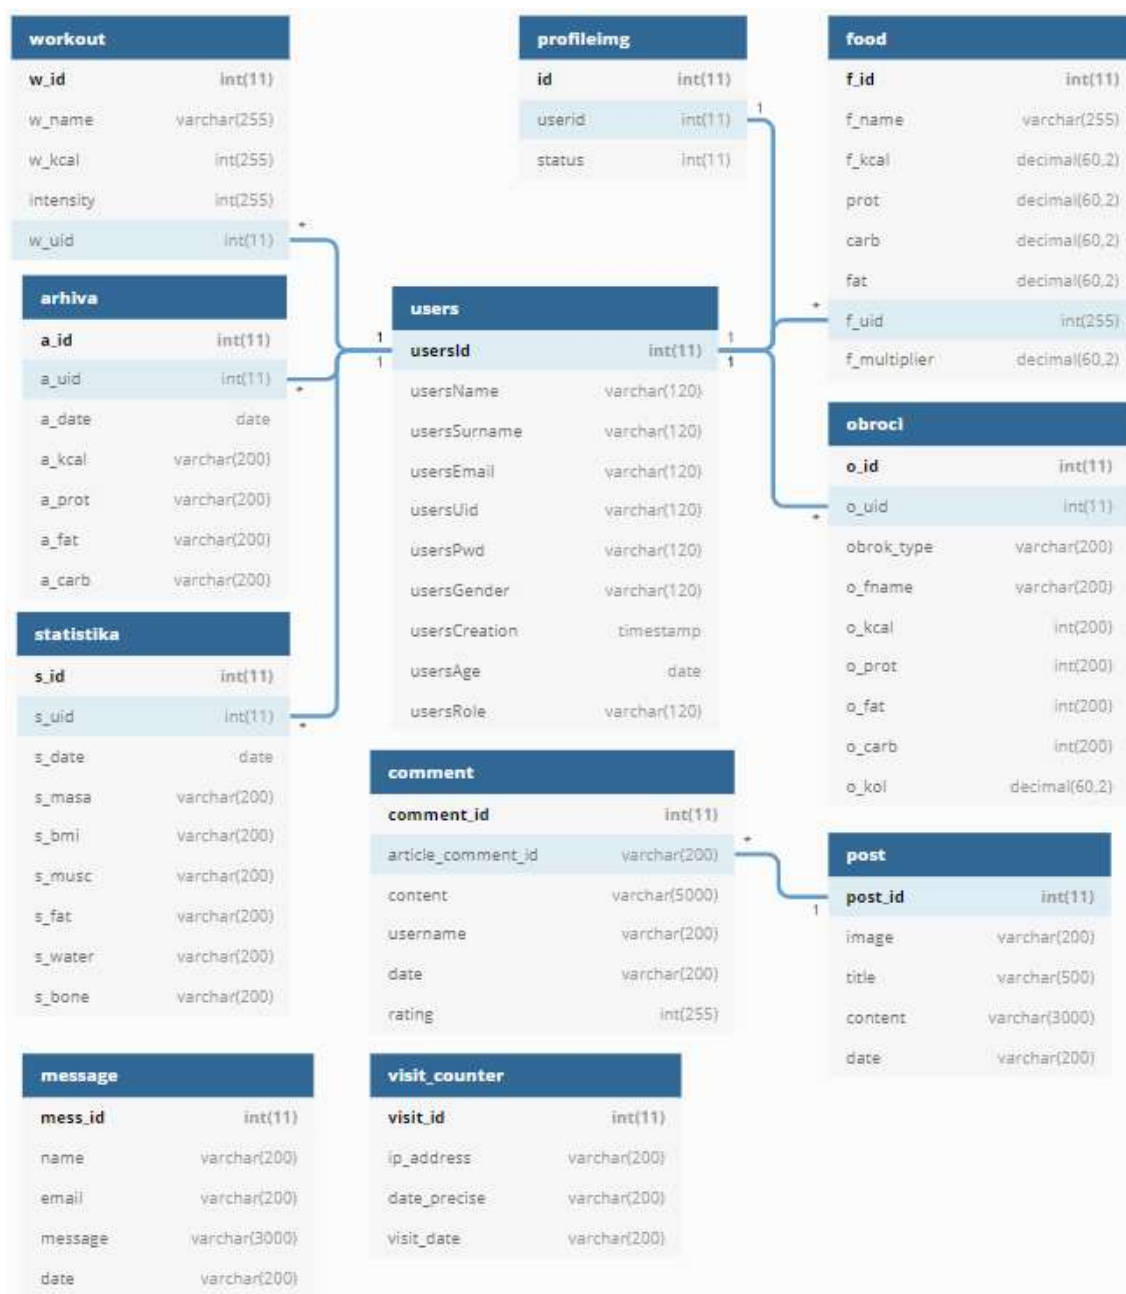 workout
w_id int(11)
w_name varchar(255)
w_kcal int(255)
intensity int(255)
w_uid int(11)
*
profileimg
id int(11)
userid int(11)
1
status int(11)
food
f_id int(11)
f_name varchar(255)
f_kcal decimal(60,2)
prot decimal(60,2)
carb decimal(60,2)
fat decimal(60,2)
*
f_uid int(255)
f_multiplier decimal(60,2)
arhiva
a_id int(11)
a_uid int(11)
*
a_date date
a_kcal varchar(200)
a_prot varchar(200)
a_fat varchar(200)
a_carb varchar(200)
users
1
1
usersId int(11)
1
1
usersName varchar(120)
usersSurname varchar(120)
usersEmail varchar(120)
usersUid varchar(120)
usersPwd varchar(120)
usersGender varchar(120)
usersCreation timestamp
usersAge date
usersRole varchar(120)
obroci
o_id int(11)
o_uid int(11)
*
obrok_type varchar(200)
o_fname varchar(200)
o_kcal int(200)
o_prot int(200)
o_fat int(200)
o_carb int(200)
o_kol decimal(60,2)
statistika
s_id int(11)
s_uid int(11)
*
s_date date
s_masa varchar(200)
s_bmi varchar(200)
s_musc varchar(200)
s_fat varchar(200)
s_water varchar(200)
s_bone varchar(200)
comment
comment_id int(11)
*
article_comment_id varchar(200)
content varchar(5000)
username varchar(200)
date varchar(200)
rating int(255)
post
post_id int(11)
1
image varchar(200)
title varchar(500)
content varchar(3000)
date varchar(200)
message
mess_id int(11)
name varchar(200)
email varchar(200)
message varchar(3000)
date varchar(200)
visit_counter
visit_id int(11)
ip_address varchar(200)
date_precise varchar(200)
visit_date varchar(200)